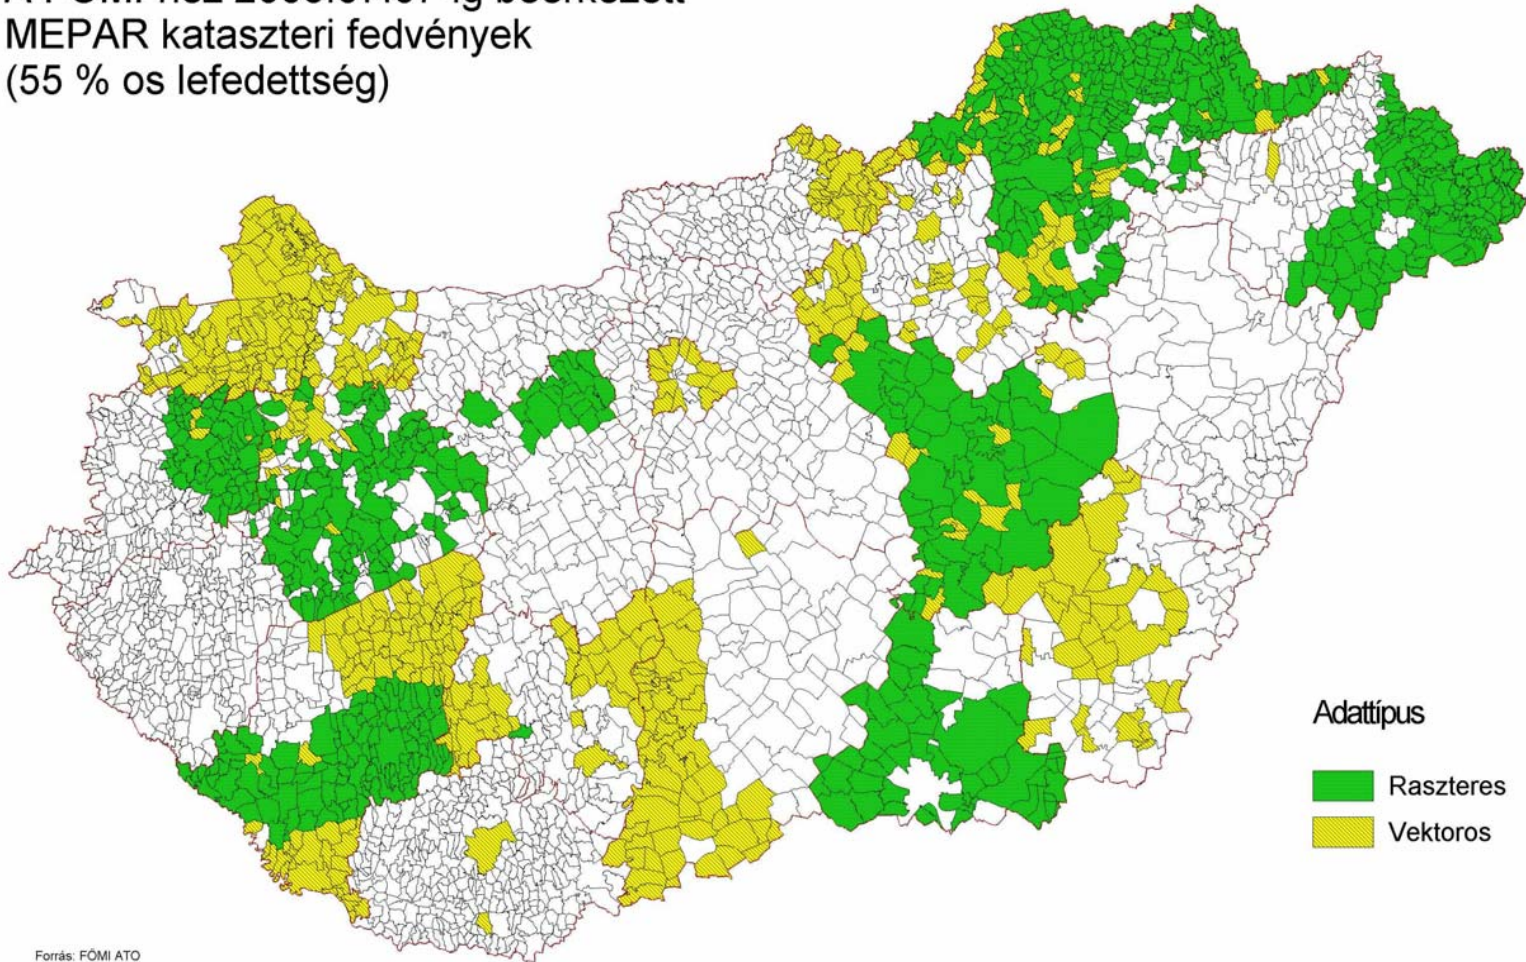 MEPAR kataszteri fedvények
(55 % os lefedettség)
Adattípus
Raszteres
Vektoros
Forrás: FÖMI ATO